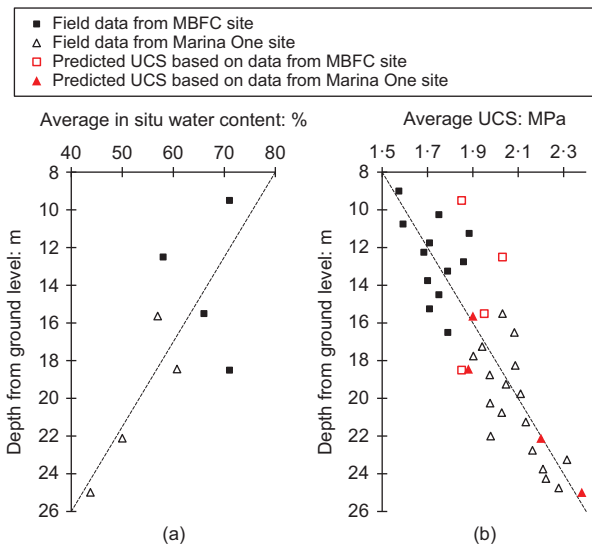 Field data from MBFC site
Field data from Marina One site
Predicted UCS based on data from MBFC site
Predicted UCS based on data from Marina One site
Average in situ water content: %
40 50 60 70 80
8
10
12
14
16
18
20
22
24
26
Depth from ground level: m
(a)
Average UCS: MPa
1·5 1·7 1·9 2·1 2·3
8
10
12
14
16
18
20
22
24
26
Depth from ground level: m
(b)